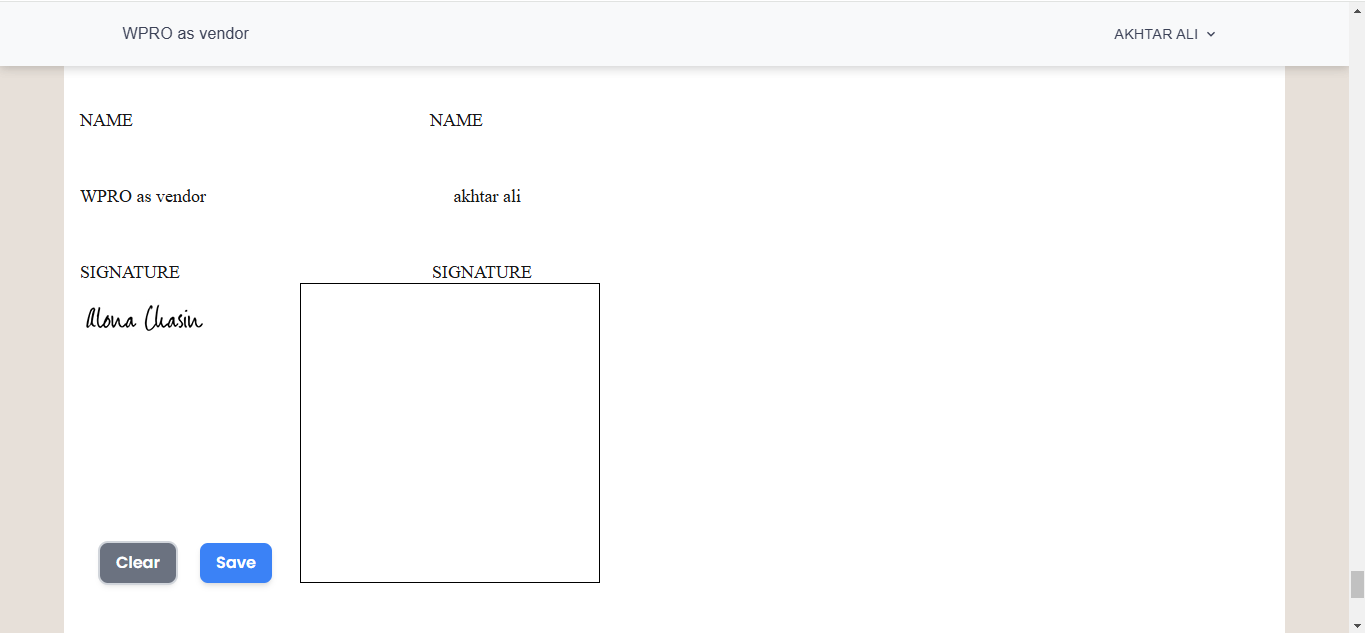 WPRO as vendor AKHTAR ALI
NAME NAME
WPRO as vendor akhtar ali
SIGNATURE SIGNATURE
Alona Chasin
Clear Save